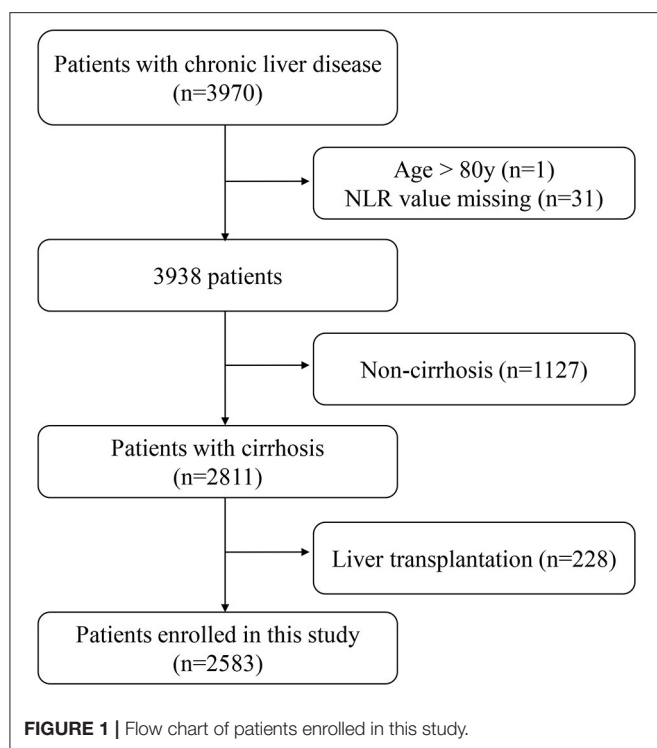 Patients with chronic liver disease
(n=3970)
Age > 80y (n=1)
NLR value missing (n=31)
3938 patients
Non-cirrhosis (n=1127)
Patients with cirrhosis
(n=2811)
Liver transplantation (n=228)
Patients enrolled in this study
(n=2583)
FIGURE 1 | Flow chart of patients enrolled in this study.